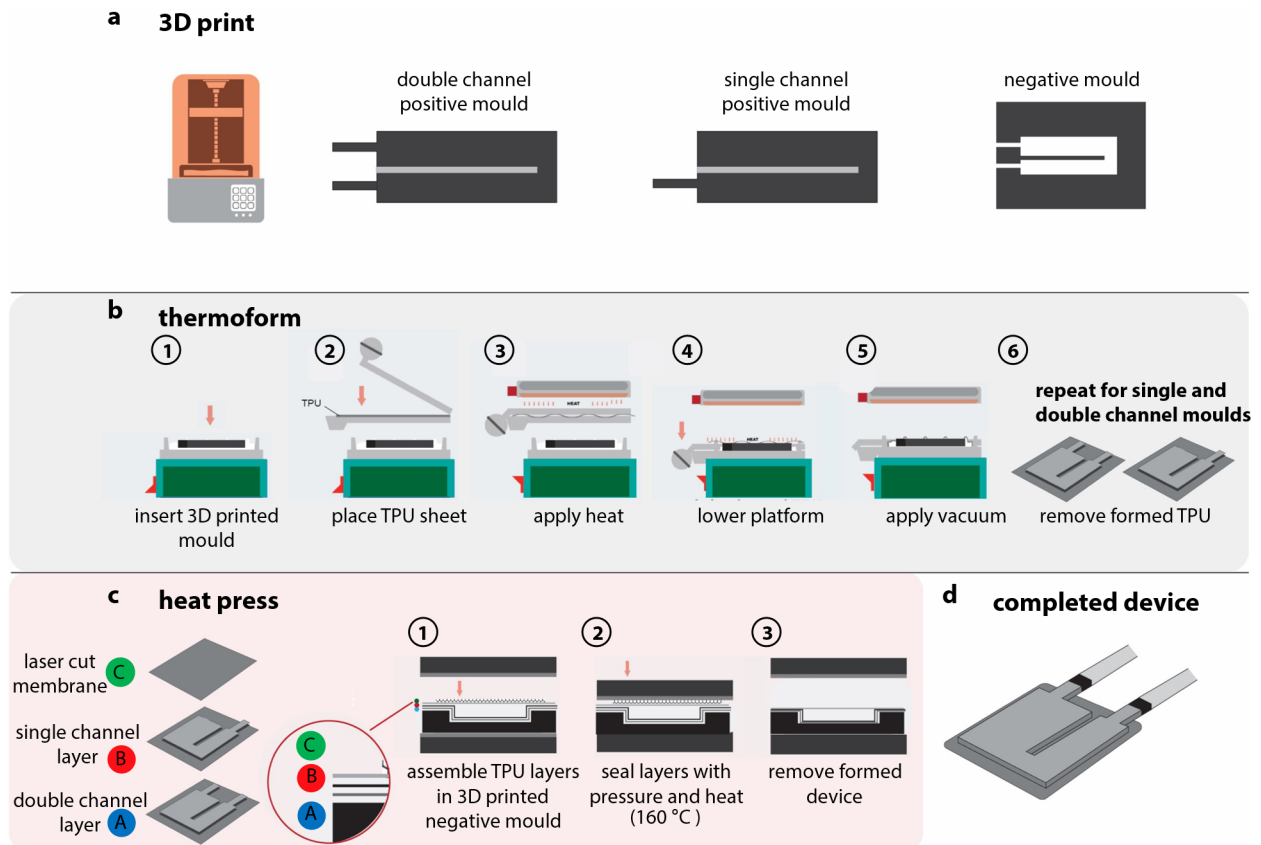 a
3D print
double channel
positive mould
single channel
positive mould
negative mould
b
thermoform
1
2
3
4
5
6
TPU
HEAT
HEAT
repeat for single and
double channel moulds
insert 3D printed
mould
place TPU sheet
apply heat
lower platform
apply vacuum
remove formed TPU
c
heat press
laser cut
membrane
C
single channel
layer
B
double channel
layer
A
C
B
A
1
2
3
assemble TPU layers
in 3D printed
negative mould
seal layers with
pressure and heat
(160 °C )
remove formed
device
d
completed device